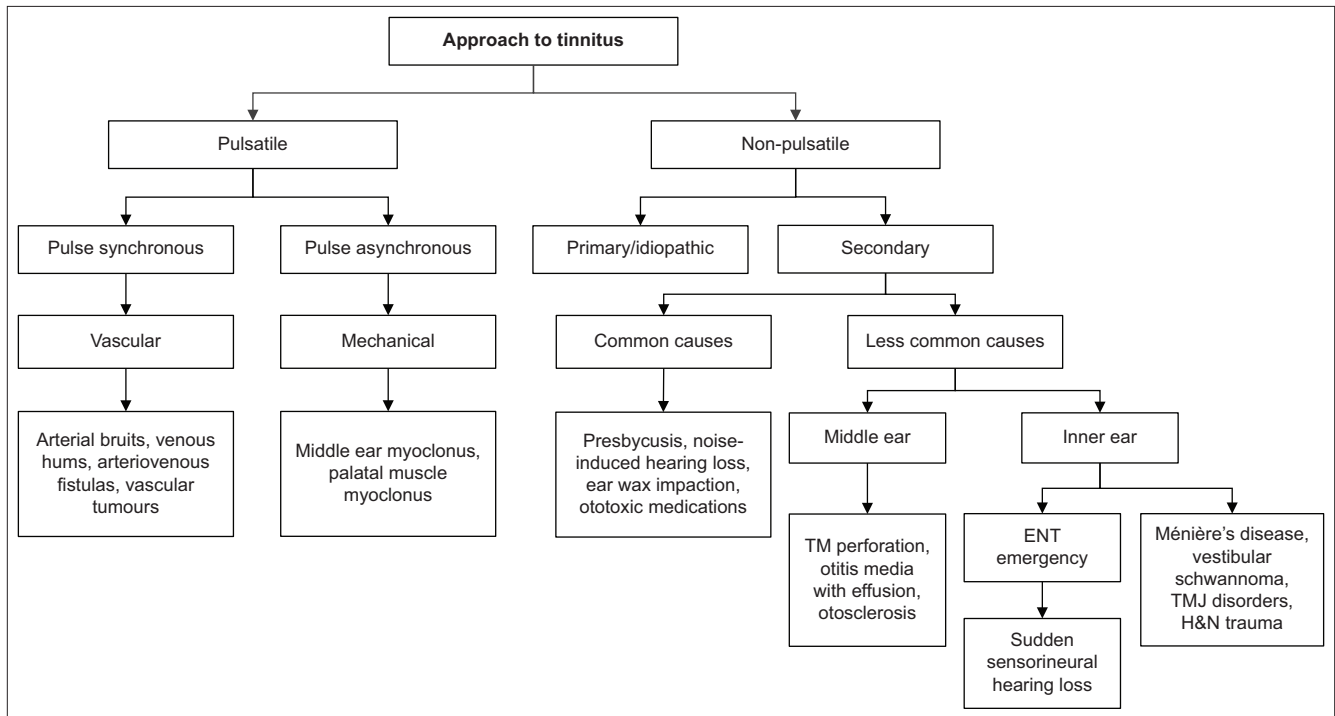 Approach to tinnitus
Pulsatile
Non-pulsatile
Pulse synchronous
Pulse asynchronous
Primary/idiopathic
Secondary
Vascular
Mechanical
Common causes
Less common causes
Arterial bruits, venous
hums, arteriovenous
fistulas, vascular
tumours
Middle ear myoclonus,
palatal muscle
myoclonus
Presbycusis, noise-
induced hearing loss,
ear wax impaction,
ototoxic medications
Middle ear
Inner ear
TM perforation,
otitis media
with effusion,
otosclerosis
ENT
emergency
Ménière’s disease,
vestibular
schwannoma,
TMJ disorders,
H&N trauma
Sudden
sensorineural
hearing loss